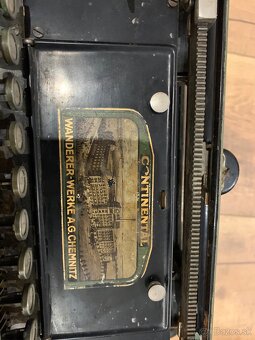 CONTINENTAL
WANDERER-WERKE A.G. CHEMNITZ